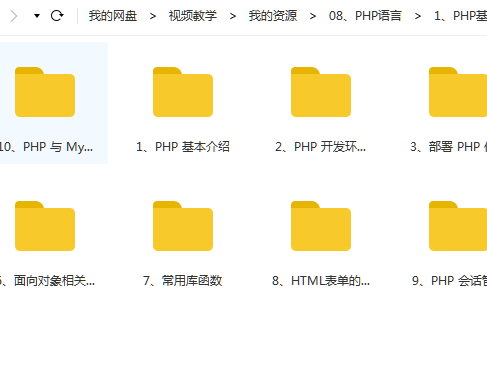 我的网盘 > 视频教学 > 我的资源 > 08、PHP语言 > 1、PHP基
10、PHP 与 My... 1、PHP 基本介绍 2、PHP 开发环... 3、部署 PHP
、面向对象相关... 7、常用库函数 8、HTML表单的... 9、PHP 会话